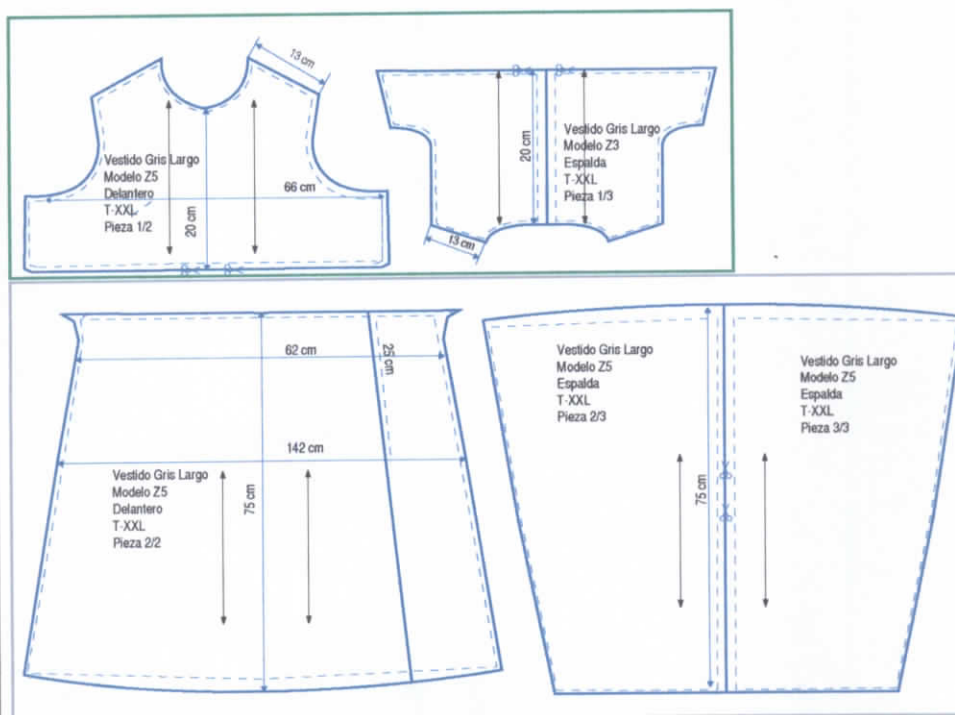 13 cm
Vestido Gris Largo
Modelo Z5
Delantero
T-XXL
Pieza 1/2
66 cm
20 cm
20 cm
Vestido Gris Largo
Modelo Z3
Espalda
T-XXL
Pieza 1/3
13 cm
62 cm
25 cm
142 cm
75 cm
Vestido Gris Largo
Modelo Z5
Delantero
T-XXL
Pieza 2/2
Vestido Gris Largo
Modelo Z5
Espalda
T-XXL
Pieza 2/3
75 cm
Vestido Gris Largo
Modelo Z5
Espalda
T-XXL
Pieza 3/3